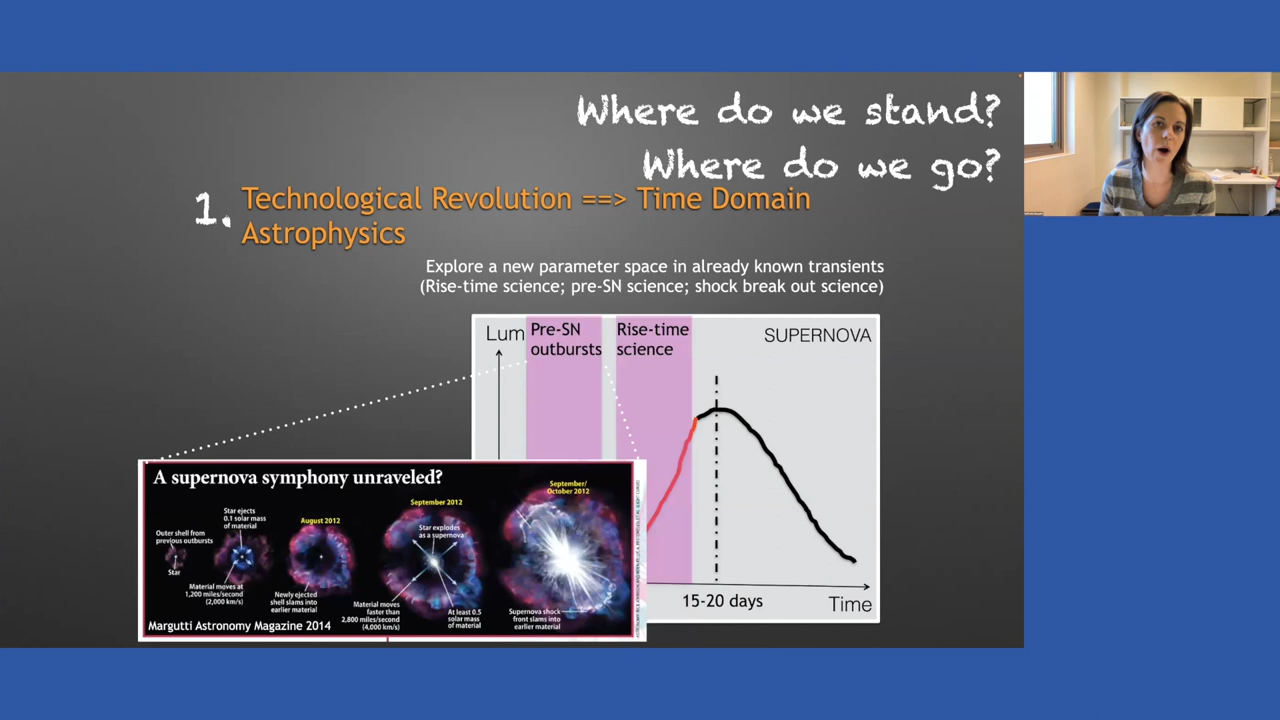 Where do we stand?
Where do we go?
1. Technological Revolution ==> Time Domain
Astrophysics
Explore a new parameter space in already known transients
(Rise-time science; pre-SN science; shock break out science)
Lum
Pre-SN
outbursts
Rise-time
science
SUPERNOVA
15-20 days
Time
A supernova symphony unraveled?
Outer shell from
previous outbursts
Star
Star ejects
0.1 solar mass
of material
Material moves at
1,200 miles/second
(2,000 km/s)
August 2012
Newly ejected
shell slams into
earlier material
September 2012
Star explodes
as a supernova
Material moves
faster than
2,800 miles/second
(4,000 km/s)
At least 0.5
solar mass
of material
September/
October 2012
Supernova shock
front slams into
earlier material
Margutti Astronomy Magazine 2014